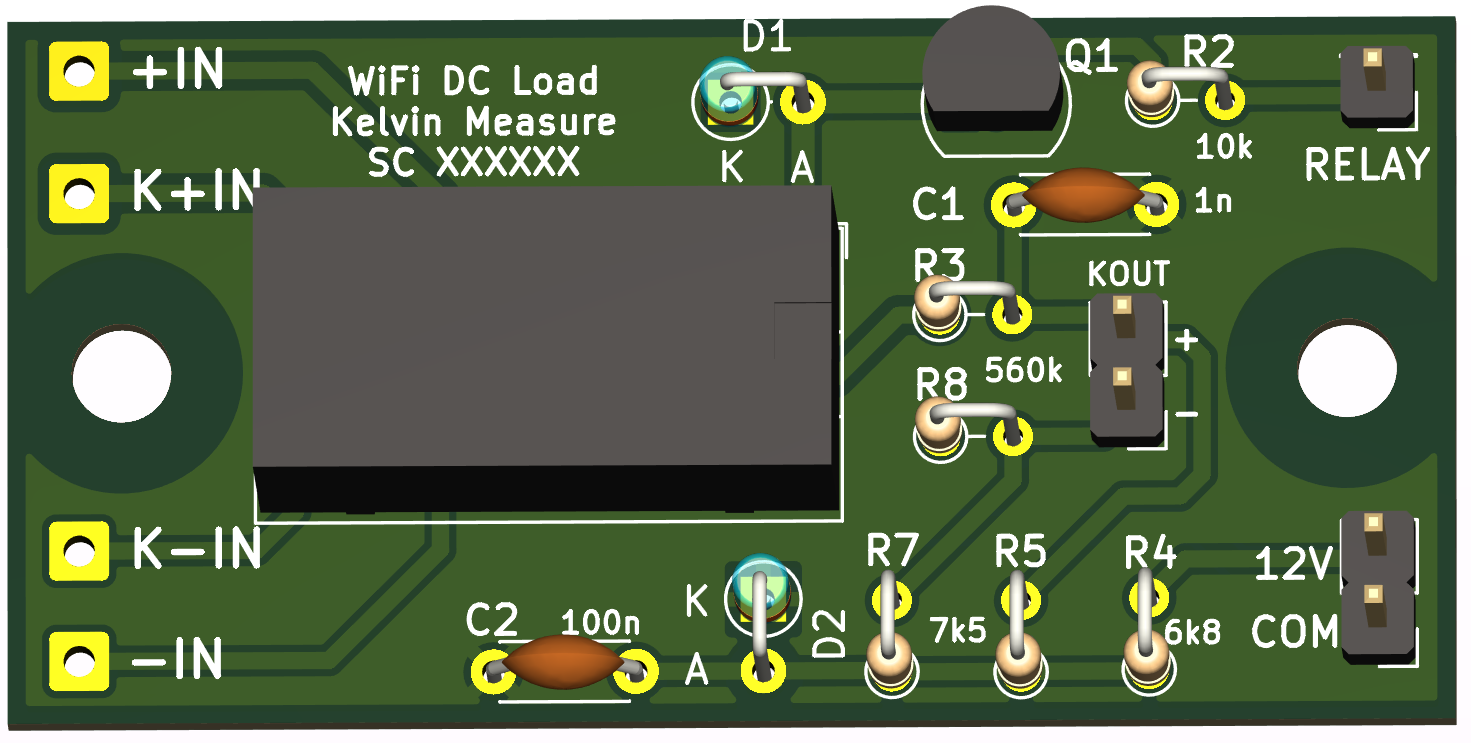 D1
+IN
WiFi DC Load
Q1
R2
Kelvin Measure
10k
SC XXXXXX
K A
RELAY
K+IN
C1
1n
R3
KOUT
+
560k
R8
-
K-IN
R7
R5
R4
12V
K
C2
100n
D2
7k5
6k8
COM
-IN
A